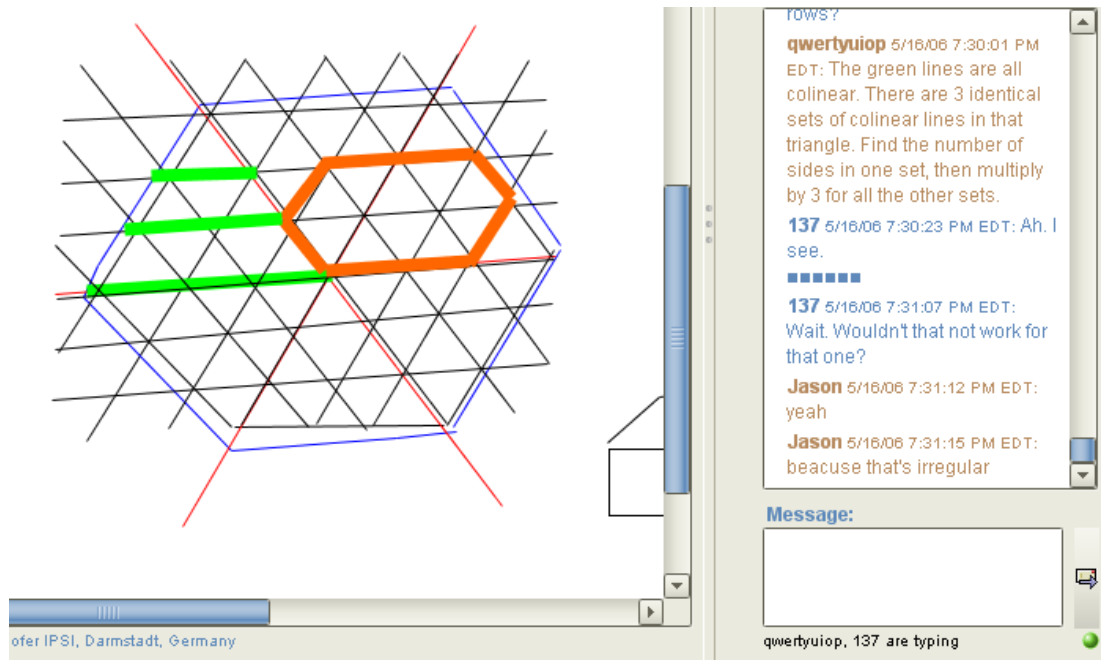 rows?
qwertyuiop 5/16/06 7:30:01 PM
EDT: The green lines are all
colinear. There are 3 identical
sets of colinear lines in that
triangle. Find the number of
sides in one set, then multiply
by 3 for all the other sets.
137 5/16/06 7:30:23 PM EDT: Ah. I
see.
137 5/16/06 7:31:07 PM EDT:
Wait. Wouldn't that not work for
that one?
Jason 5/16/06 7:31:12 PM EDT:
yeah
Jason 5/16/06 7:31:15 PM EDT:
beacuse that's irregular
Message:
ofer IPSI, Darmstadt, Germany
qwertyuiop, 137 are typing